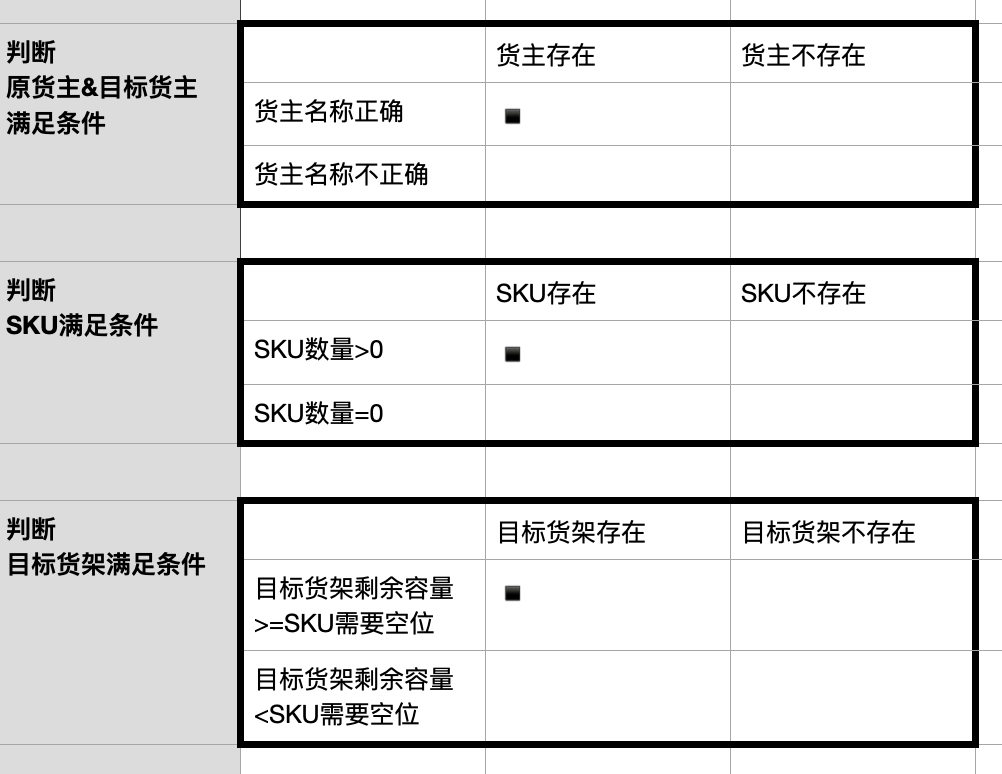 判断
原货主&目标货主
满足条件
货主存在
货主不存在
货主名称正确
货主名称不正确
判断
SKU满足条件
SKU存在
SKU不存在
SKU数量>0
SKU数量=0
判断
目标货架满足条件
目标货架存在
目标货架不存在
目标货架剩余容量
>=SKU需要空位
目标货架剩余容量
<SKU需要空位